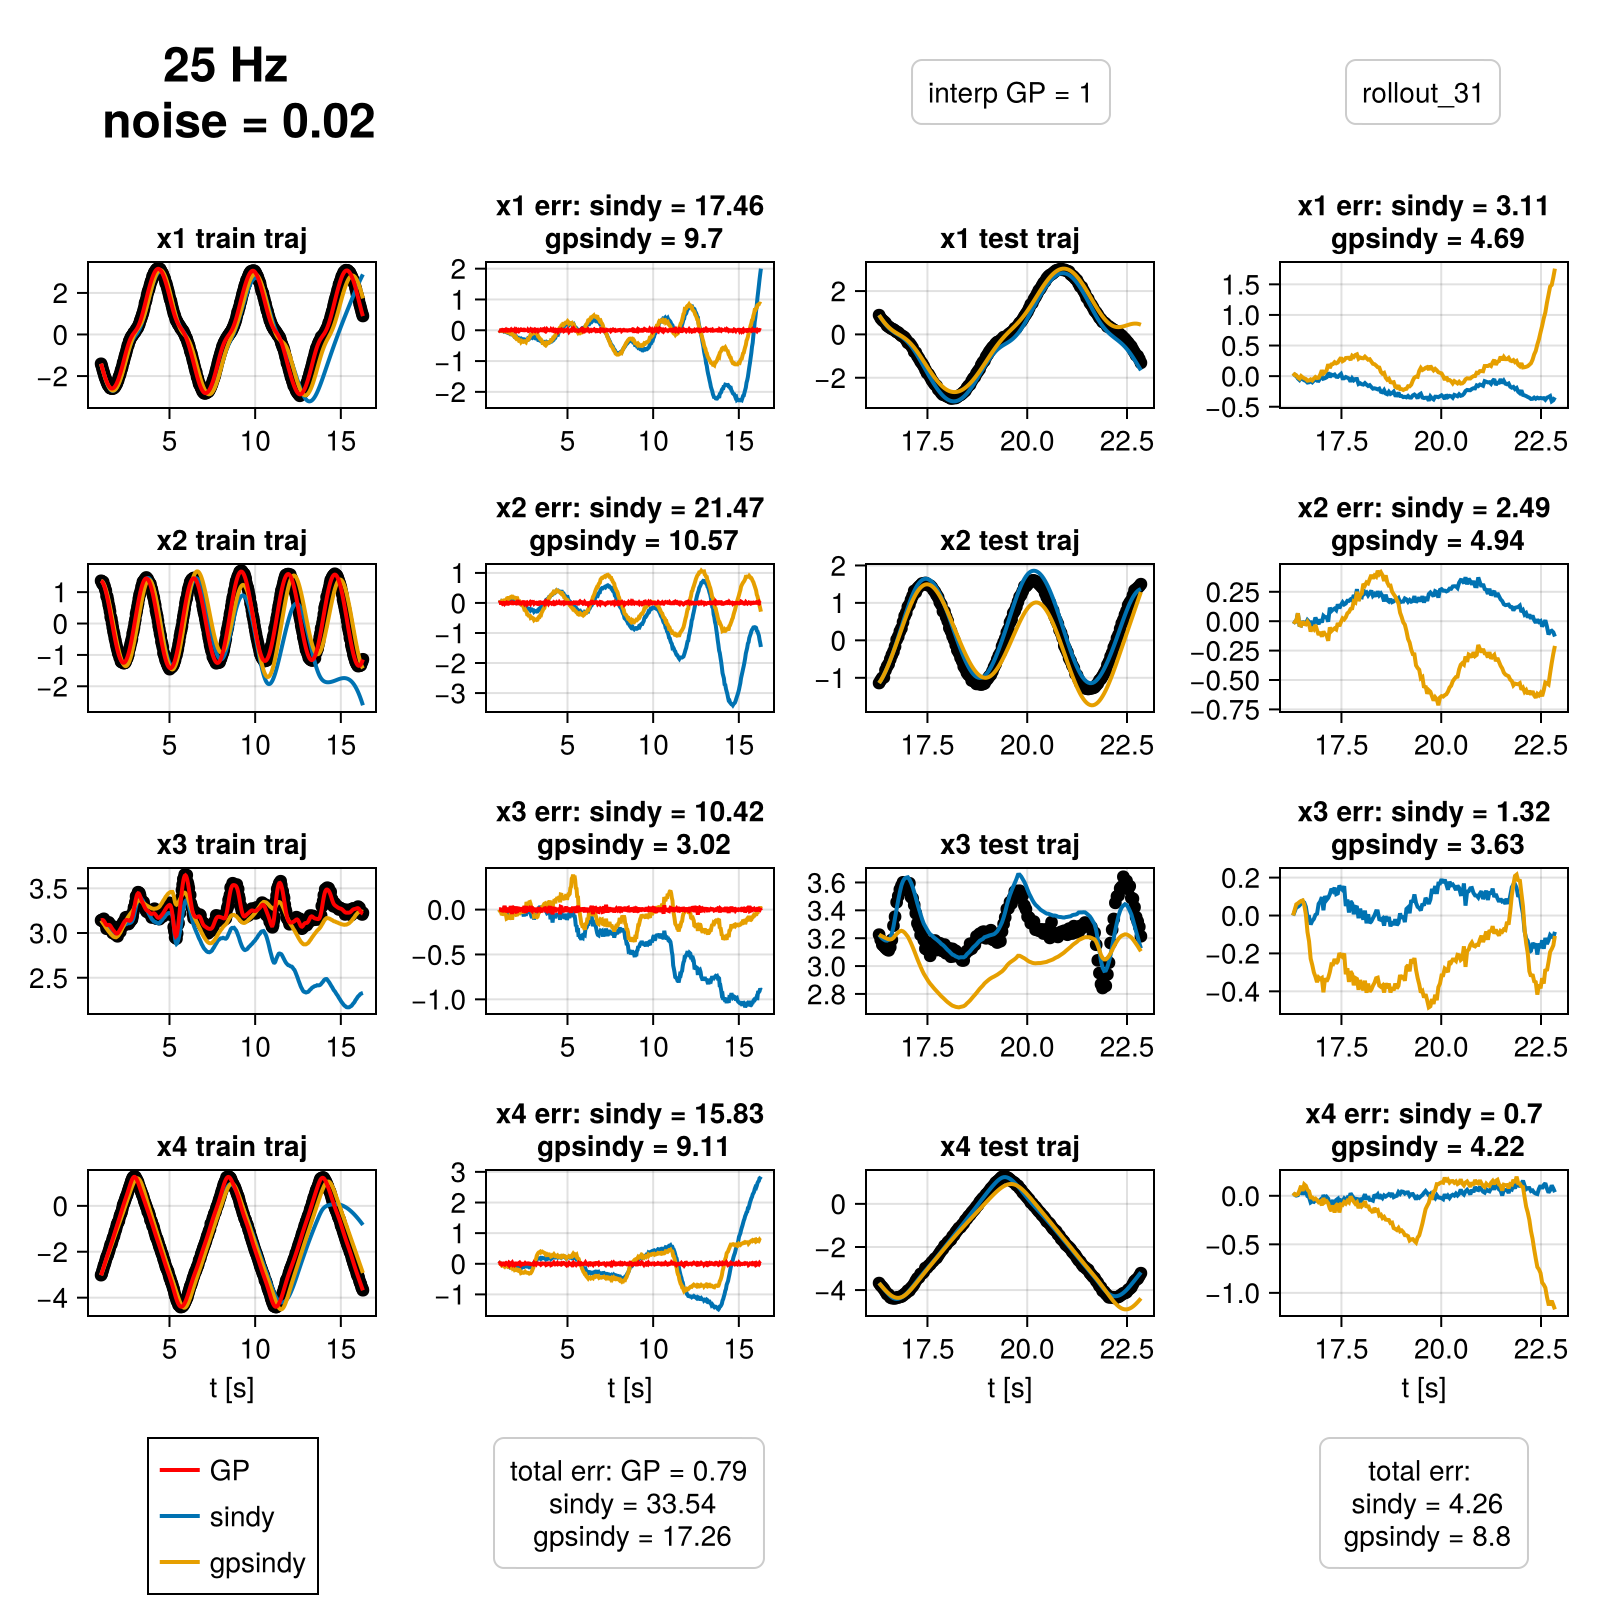 25 Hz
noise = 0.02
interp GP = 1
rollout_31
x1 train traj
2
0
−2
5
10
15
x1 err: sindy = 17.46
gpsindy = 9.7
2
1
0
−1
−2
5
10
15
x1 test traj
2
0
−2
17.5
20.0
22.5
x1 err: sindy = 3.11
gpsindy = 4.69
1.5
1.0
0.5
0.0
−0.5
17.5
20.0
22.5
x2 train traj
1
0
−1
−2
5
10
15
x2 err: sindy = 21.47
gpsindy = 10.57
1
0
−1
−2
−3
5
10
15
x2 test traj
2
1
0
−1
17.5
20.0
22.5
x2 err: sindy = 2.49
gpsindy = 4.94
0.25
0.00
−0.25
−0.50
−0.75
17.5
20.0
22.5
x3 train traj
3.5
3.0
2.5
5
10
15
x3 err: sindy = 10.42
gpsindy = 3.02
0.0
−0.5
−1.0
5
10
15
x3 test traj
3.6
3.4
3.2
3.0
2.8
17.5
20.0
22.5
x3 err: sindy = 1.32
gpsindy = 3.63
0.2
0.0
−0.2
−0.4
17.5
20.0
22.5
x4 train traj
0
−2
−4
5
10
15
t [s]
x4 err: sindy = 15.83
gpsindy = 9.11
3
2
1
0
−1
5
10
15
t [s]
x4 test traj
0
−2
−4
17.5
20.0
22.5
t [s]
x4 err: sindy = 0.7
gpsindy = 4.22
0.0
−0.5
−1.0
17.5
20.0
22.5
t [s]
GP
sindy
gpsindy
total err: GP = 0.79
sindy = 33.54
gpsindy = 17.26
total err:
sindy = 4.26
gpsindy = 8.8